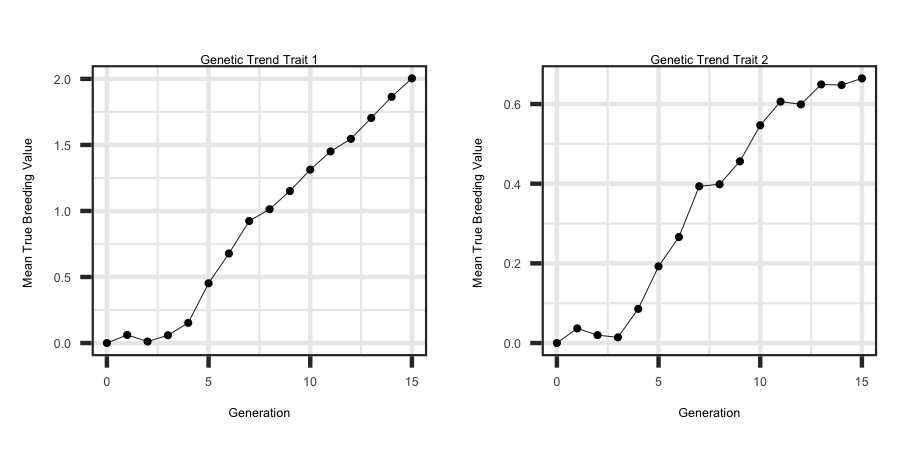 Genetic Trend Trait 1
Mean True Breeding Value
2.0
1.5
1.0
0.5
0.0
0 5 10 15
Generation
Genetic Trend Trait 2
Mean True Breeding Value
0.6
0.4
0.2
0.0
0 5 10 15
Generation